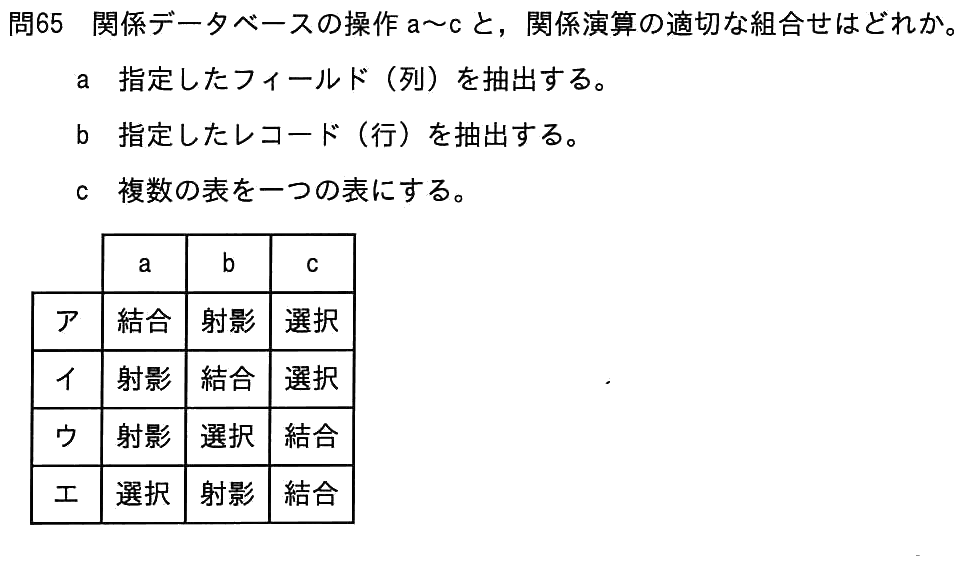 問65　関係データベースの操作 a～c と，関係演算の適切な組合せはどれか。
a　指定したフィールド（列）を抽出する。
b　指定したレコード（行）を抽出する。
c　複数の表を一つの表にする。
a b c
ア 結合 射影 選択
イ 射影 結合 選択
ウ 射影 選択 結合
エ 選択 射影 結合